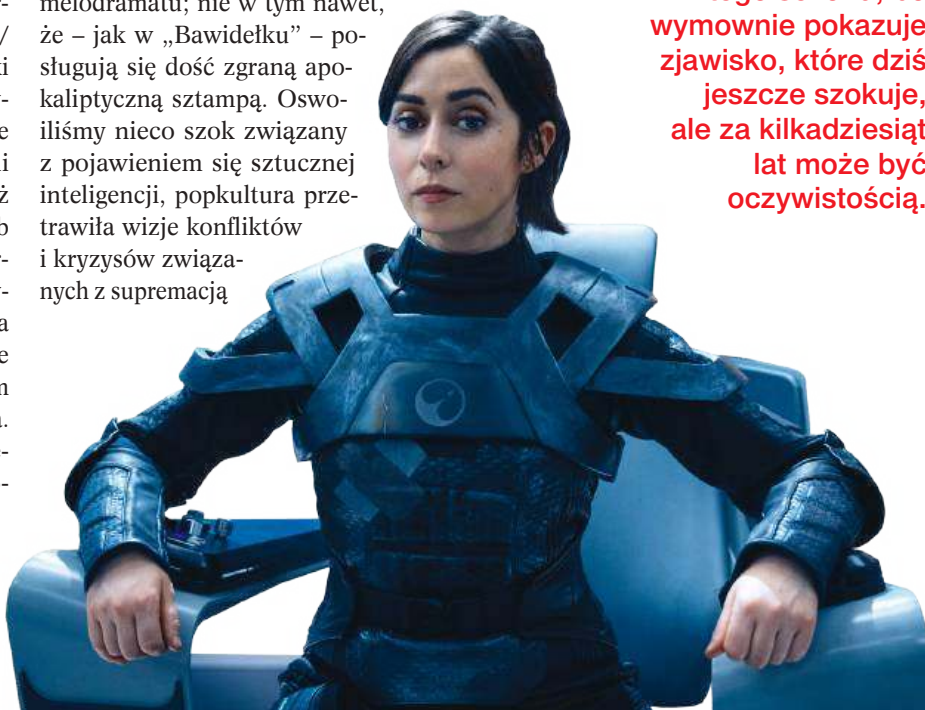 melodramatu; nie w tym nawet,
że – jak w „Bawidełku” – po-
sługują się dość zgraną apo-
kaliptyczną sztampą. Oswo-
iliśmy nieco szok związany
z pojawieniem się sztucznej
inteligencji, popkultura prze-
trawiła wizje konfliktów
i kryzysów związa-
nych z supremacją
wymownie pokazuje
zjawisko, które dziś
jeszcze szokuje,
ale za kilkadziesiąt
lat może być
oczywistością.